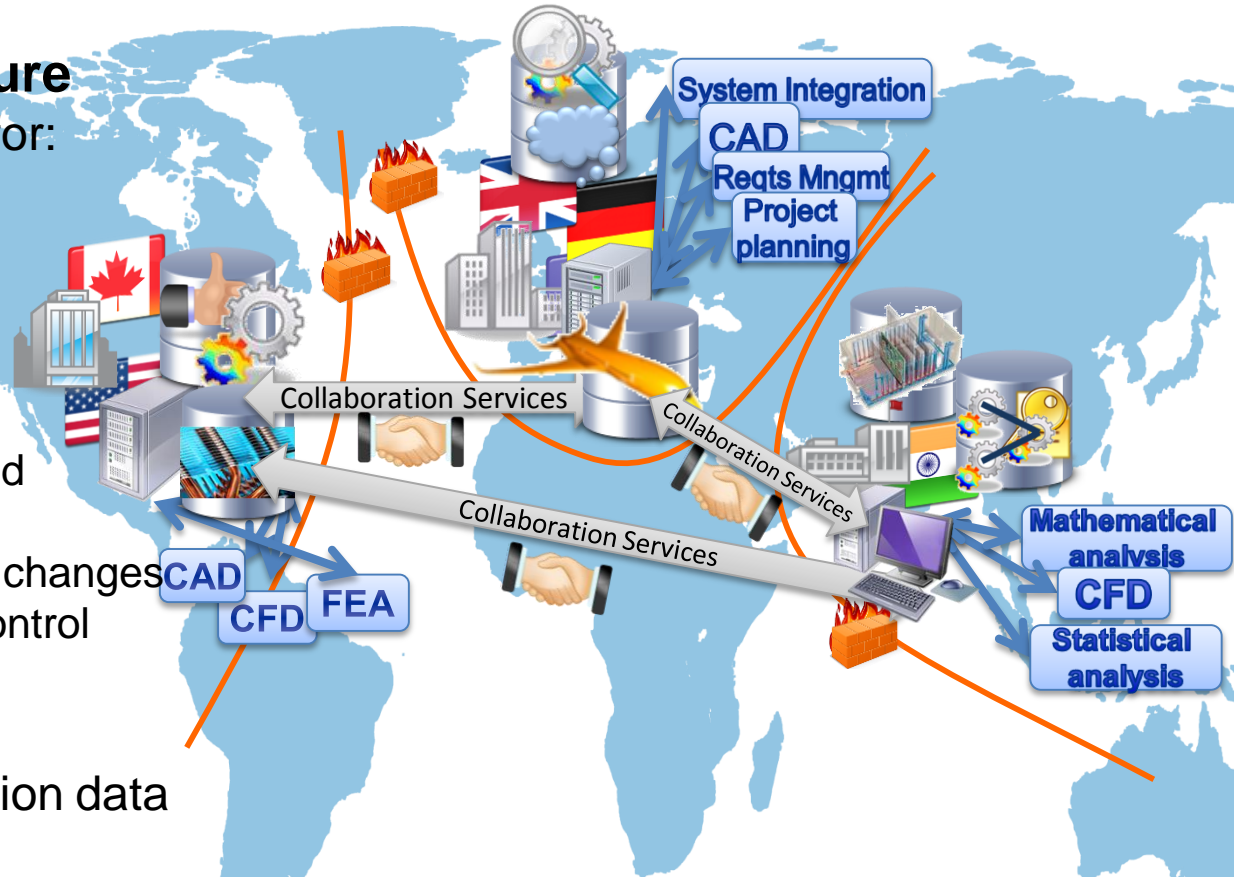 ure
or:
d
changes
ontrol
ion data
System Integration
CAD
Reqts Mngmt
Project
planning
Collaboration Services
Collaboration Services
Collaboration Services
CAD
CFD
FEA
Mathematical
analysis
CFD
Statistical
analysis